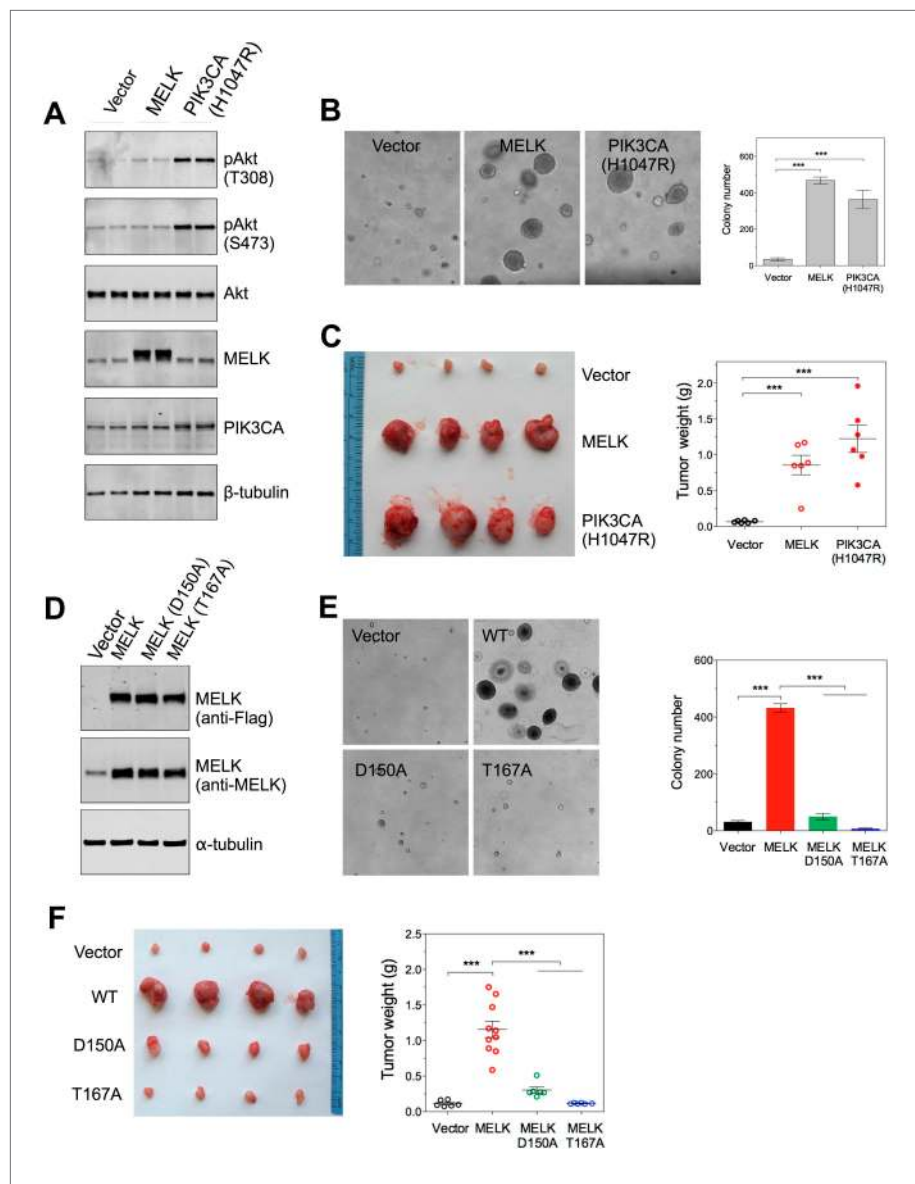 A
Vector
MELK
PIK3CA
(H1047R)
pAkt
(T308)
pAkt
(S473)
Akt
MELK
PIK3CA
β-tubulin
B
Vector
MELK
PIK3CA
(H1047R)
Colony number
600
400
200
0
***
***
Vector
MELK
PIK3CA
(H1047R)
C
Vector
MELK
PIK3CA
(H1047R)
Tumor weight (g)
2.0
1.5
1.0
0.5
0.0
***
***
Vector
MELK
PIK3CA
(H1047R)
D
Vector
MELK
MELK (D150A)
MELK (T167A)
MELK
(anti-Flag)
MELK
(anti-MELK)
α-tubulin
E
Vector
WT
D150A
T167A
Colony number
600
400
200
0
***
***
Vector
MELK
MELK
D150A
MELK
T167A
F
Vector
WT
D150A
T167A
Tumor weight (g)
2.5
2.0
1.5
1.0
0.5
0.0
***
***
Vector
MELK
MELK
D150A
MELK
T167A